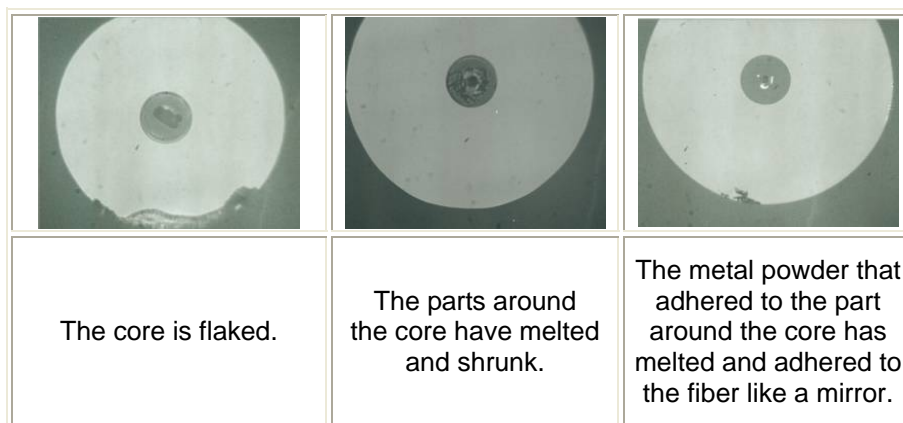 The core is flaked.
The parts around
the core have melted
and shrunk.
The metal powder that
adhered to the part
around the core has
melted and adhered to
the fiber like a mirror.